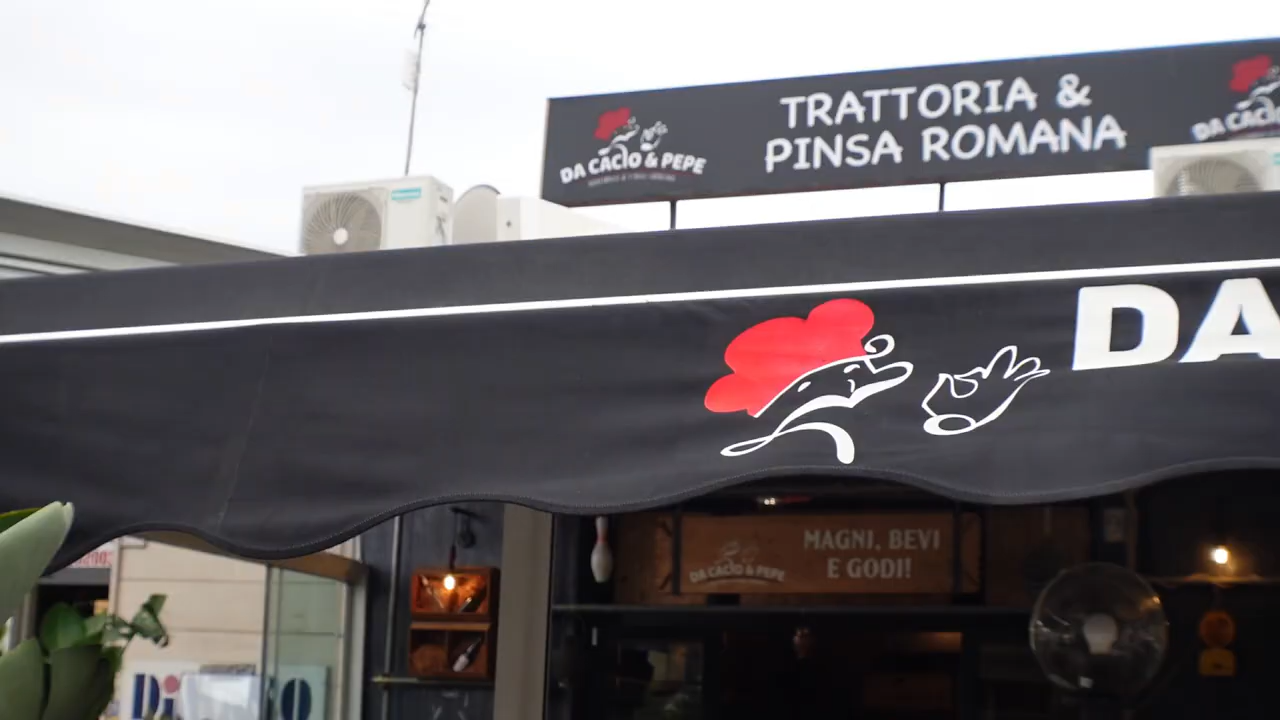 TRATTORIA &
PINSA ROMANA
DA CACIO & PEPE
DA CACIO
DA
MAGNI, BEVI
E GODI!
DA CACIO & PEPE